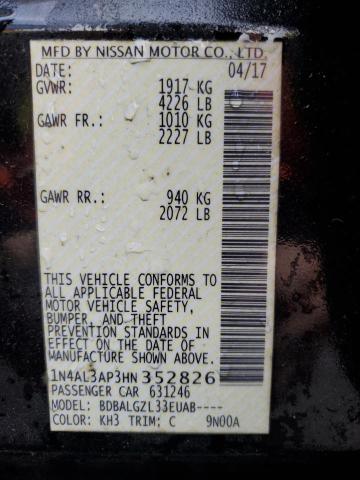 MFD BY NISSAN MOTOR CO., LTD.
DATE: 04/17
GVWR: 1917 KG
4226 LB
GAWR FR.: 1010 KG
2227 LB
GAWR RR.: 940 KG
2072 LB
THIS VEHICLE CONFORMS TO
ALL APPLICABLE FEDERAL
MOTOR VEHICLE SAFETY,
BUMPER, AND THEFT
PREVENTION STANDARDS IN
EFFECT ON THE DATE OF
MANUFACTURE SHOWN ABOVE.
1N4AL3AP3HN 352826
PASSENGER CAR 631246
MODEL: BDBALGZL33EUAB----
COLOR: KH3 TRIM; C 9N00A